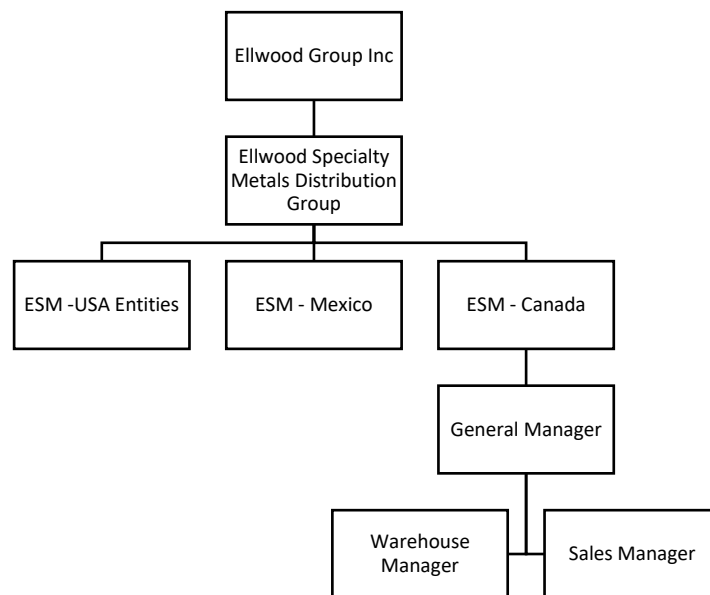 Ellwood Group Inc
Ellwood Specialty
Metals Distribution
Group
ESM -USA Entities
ESM - Mexico
ESM - Canada
General Manager
Warehouse
Manager
Sales Manager